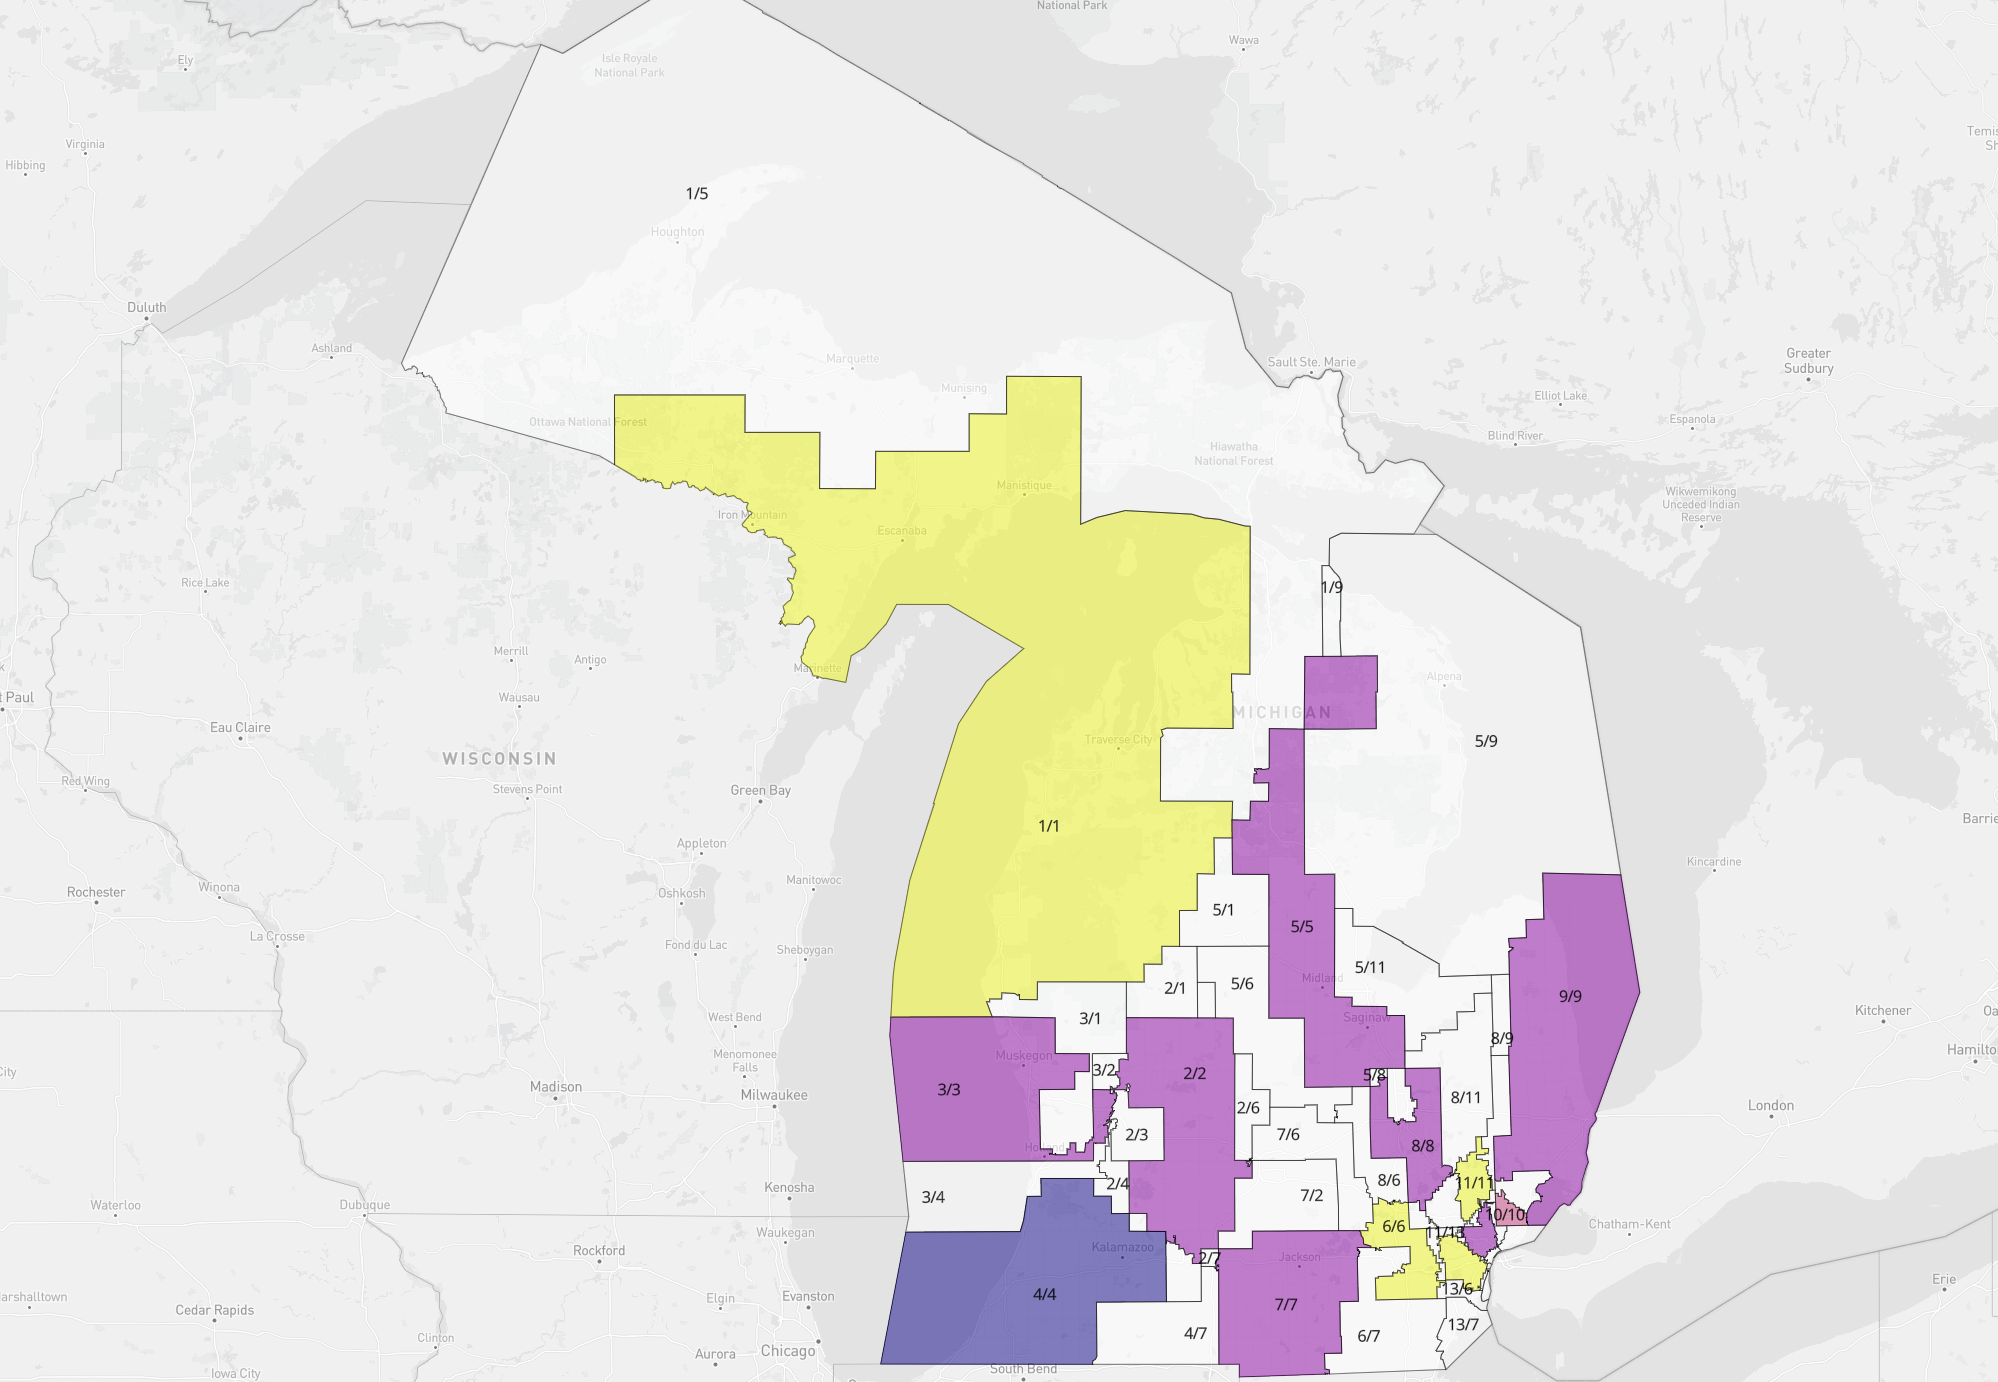 National Park
Wawa
Isle Royale
National Park
Ely
Virginia
Hibbing
1/5
Houghton
Duluth
Ashland
Marquette
Munising
Sault Ste. Marie
Greater
Sudbury
Elliot Lake
Espanola
Blind River
Ottawa National Forest
Hiawatha
National Forest
Manistique
Wikwemikong
Unceded Indian
Reserve
Iron Mountain
Escanaba
Rice Lake
1/9
Merrill
Antigo
Marinette
Alpena
t Paul
Wausau
Eau Claire
MICHIGAN
Traverse City
5/9
WISCONSIN
Red Wing
Stevens Point
Green Bay
1/1
Barrie
Appleton
Kincardine
Rochester
Winona
Oshkosh
Manitowoc
5/1
5/5
La Crosse
Fond du Lac
Sheboygan
5/11
Midland
2/1
5/6
9/9
West Bend
3/1
Saginaw
Kitchener
Oa
8/9
Menomonee
Falls
Muskegon
Hamilto
City
3/2
2/2
5/8
Madison
Milwaukee
3/3
8/11
London
2/6
2/3
7/6
8/8
Holland
Kenosha
3/4
2/4
7/2
8/6
11/11
Waterloo
Dubuque
Waukegan
10/10
Chatham-Kent
6/6
Rockford
Kalamazoo
2/7
Jackson
Erie
arshalltown
Cedar Rapids
Elgin
Evanston
4/4
7/7
13/6
13/7
Clinton
4/7
6/7
Aurora
Chicago
South Bend
Iowa City